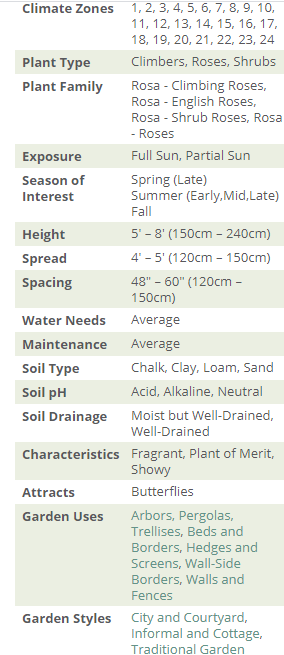 Climate Zones 1, 2, 3, 4, 5, 6, 7, 8, 9, 10,
11, 12, 13, 14, 15, 16, 17,
18, 19, 20, 21, 22, 23, 24
Plant Type Climbers, Roses, Shrubs
Plant Family Rosa - Climbing Roses,
Rosa - English Roses,
Rosa - Shrub Roses, Rosa
- Roses
Exposure Full Sun, Partial Sun
Season of Spring (Late)
Interest Summer (Early,Mid,Late)
Fall
Height 5' – 8' (150cm – 240cm)
Spread 4' – 5' (120cm – 150cm)
Spacing 48" – 60" (120cm –
150cm)
Water Needs Average
Maintenance Average
Soil Type Chalk, Clay, Loam, Sand
Soil pH Acid, Alkaline, Neutral
Soil Drainage Moist but Well-Drained,
Well-Drained
Characteristics Fragrant, Plant of Merit,
Showy
Attracts Butterflies
Garden Uses Arbors, Pergolas,
Trellises, Beds and
Borders, Hedges and
Screens, Wall-Side
Borders, Walls and
Fences
Garden Styles City and Courtyard,
Informal and Cottage,
Traditional Garden